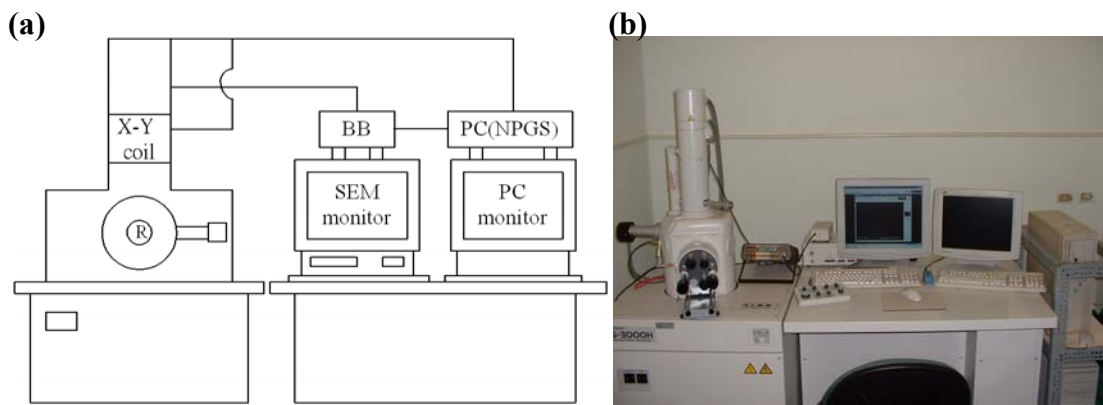 (a)
(b)
X-Y
coil
BB
PC(NPGS)
SEM
monitor
PC
monitor
R